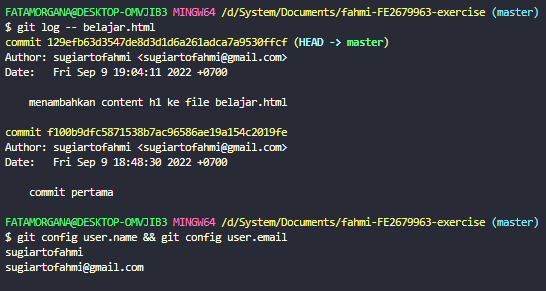 FATAMORGANA@DESKTOP-OMVJIB3 MINGW64 /d/System/Documents/fahmi-FE2679963-exercise (master)
$ git log -- belajar.html
commit 129efb63d3547de8d3d1d6a261adca7a9530ffcf (HEAD -> master)
Author: sugiartofahmi <sugiartofahmi@gmail.com>
Date:   Fri Sep 9 19:04:11 2022 +0700

    menambahkan content h1 ke file belajar.html

commit f100b9dfc5871538b7ac96586ae19a154c2019fe
Author: sugiartofahmi <sugiartofahmi@gmail.com>
Date:   Fri Sep 9 18:48:30 2022 +0700

    commit pertama

FATAMORGANA@DESKTOP-OMVJIB3 MINGW64 /d/System/Documents/fahmi-FE2679963-exercise (master)
$ git config user.name && git config user.email
sugiartofahmi
sugiartofahmi@gmail.com